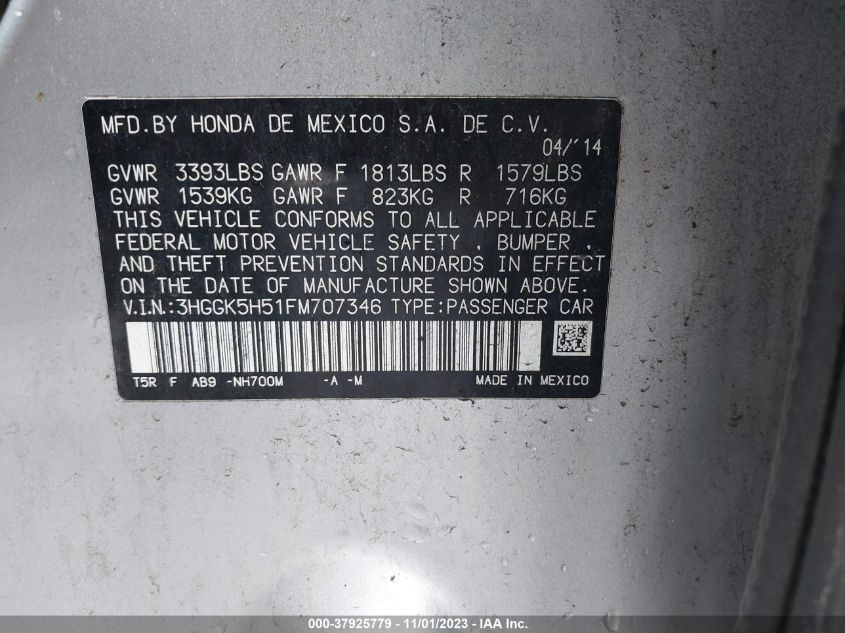 MFD.BY HONDA DE MEXICO S.A. DE C.V.
04/'14
GVWR 3393LBS GAWR F 1813LBS R 1579LBS
GVWR 1539KG GAWR F 823KG R 716KG
THIS VEHICLE CONFORMS TO ALL APPLICABLE
FEDERAL MOTOR VEHICLE SAFETY , BUMPER ,
AND THEFT PREVENTION STANDARDS IN EFFECT
ON THE DATE OF MANUFACTURE SHOWN ABOVE.
V.I.N.:3HGGK5H51FM707346 TYPE:PASSENGER CAR
T5R F AB9 -NH700M -A -M MADE IN MEXICO
000-37925779 - 11/01/2023 - IAA Inc.